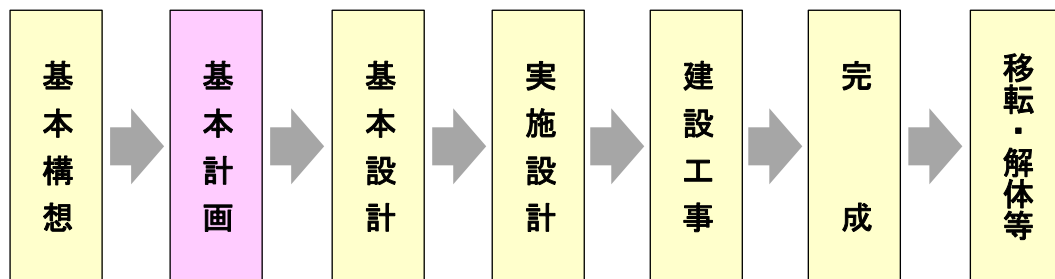 基本構想
基本計画
基本設計
実施設計
建設工事
完成
移転・解体等